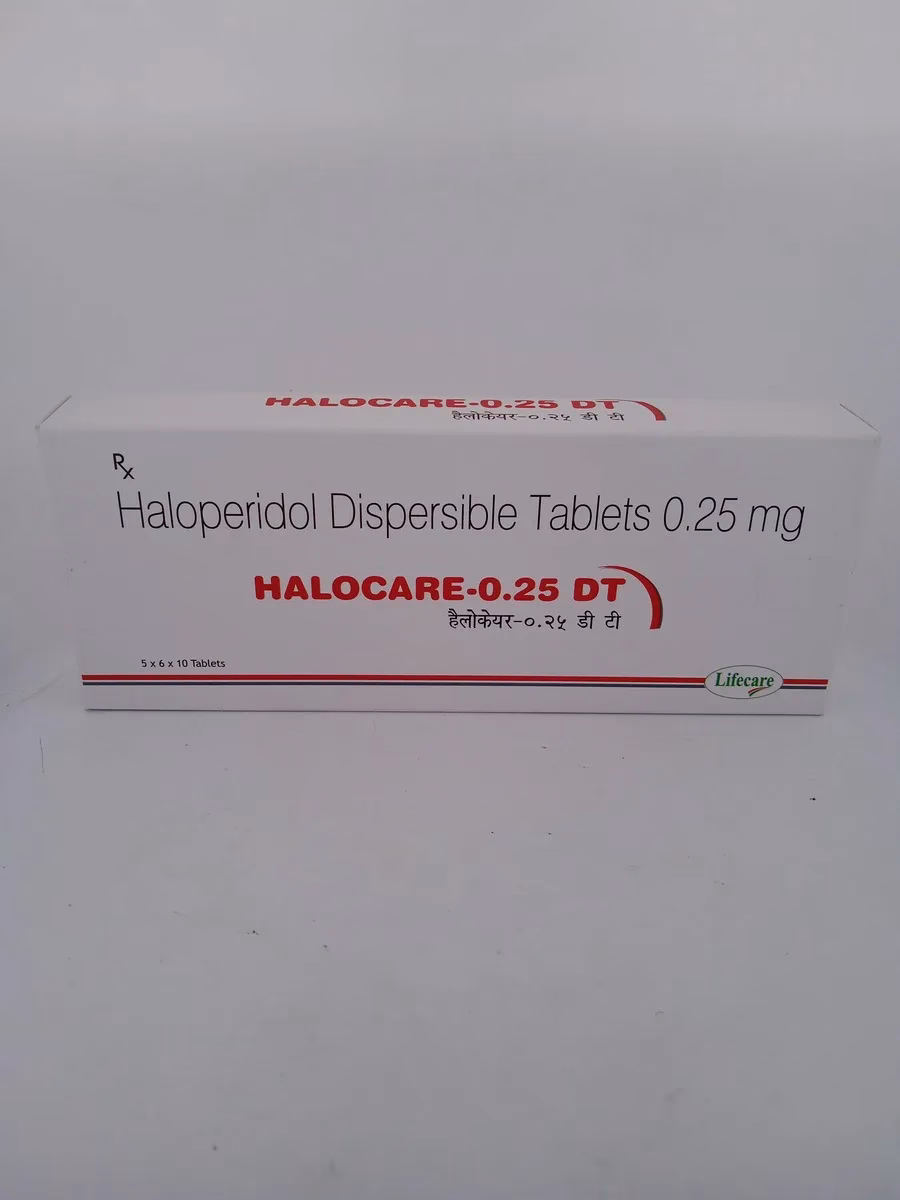 HALOCARE-0.25 DT
हैलोकेयर-०.२५ डी टी
Rx
Haloperidol Dispersible Tablets 0.25 mg
HALOCARE-0.25 DT
हैलोकेयर-०.२५ डी टी
5 x 6 x 10 Tablets
Lifecare